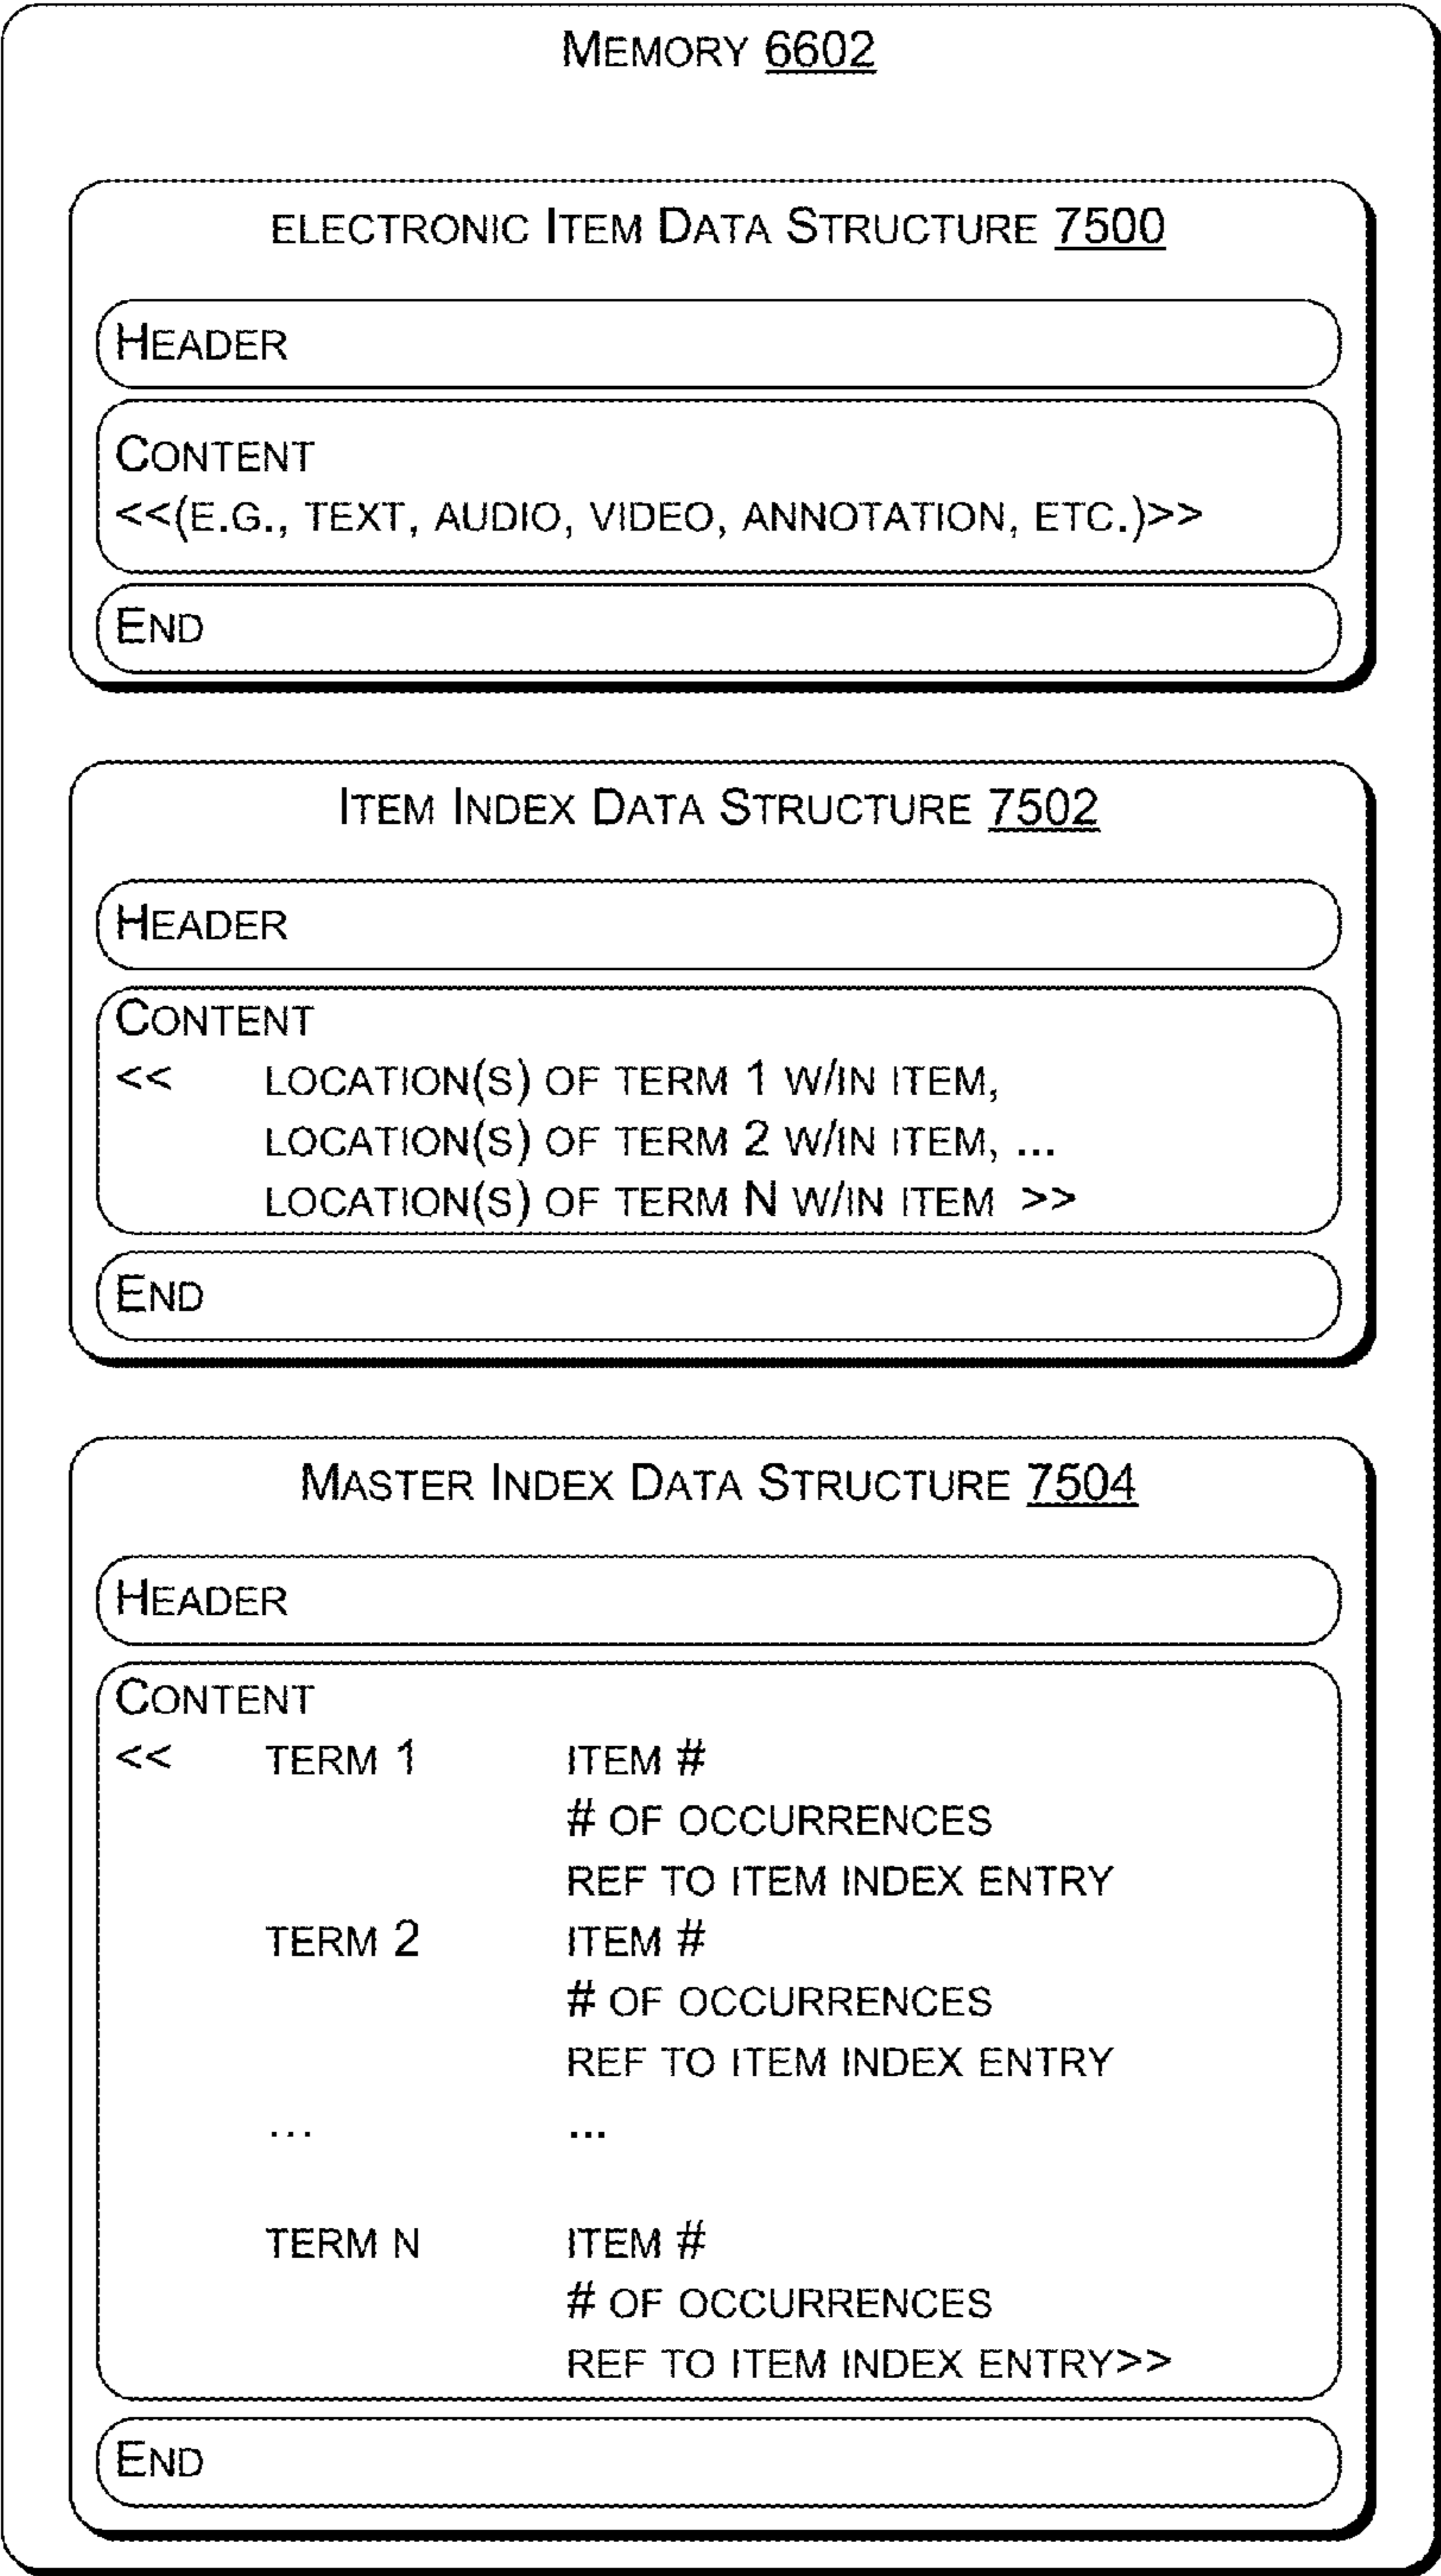 MEMORY 6602
ELECTRONIC ITEM DATA STRUCTURE 7500
HEADER
CONTENT
<<(E.G., TEXT, AUDIO, VIDEO, ANNOTATION, ETC.)>>
END
ITEM INDEX DATA STRUCTURE 7502
HEADER
CONTENT
<< LOCATION(S) OF TERM 1 W/IN ITEM,
LOCATION(S) OF TERM 2 W/IN ITEM, ...
LOCATION(S) OF TERM N W/IN ITEM >>
END
MASTER INDEX DATA STRUCTURE 7504
HEADER
CONTENT
<< TERM 1 ITEM #
# OF OCCURRENCES
REF TO ITEM INDEX ENTRY
TERM 2 ITEM #
# OF OCCURRENCES
REF TO ITEM INDEX ENTRY
... ...
TERM N ITEM #
# OF OCCURRENCES
REF TO ITEM INDEX ENTRY>>
END